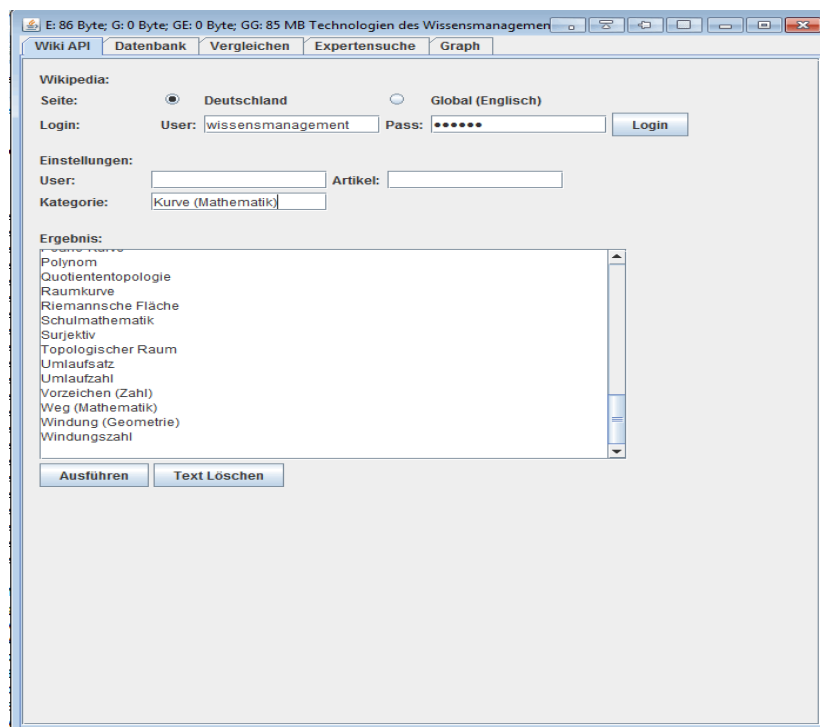 E: 86 Byte; G: 0 Byte; GE: 0 Byte; GG: 85 MB Technologien des Wissensmanagemen
Wiki API Datenbank Vergleichen Expertensuche Graph
Wikipedia:
Seite: Deutschland Global (Englisch)
Login: User: wissensmanagement Pass: ●●●●●● Login
Einstellungen:
User: Artikel:
Kategorie: Kurve (Mathematik)
Ergebnis:
Polynom
Quotiententopologie
Raumkurve
Riemannsche Fläche
Schulmathematik
Surjektiv
Topologischer Raum
Umlaufsatz
Umlaufzahl
Vorzeichen (Zahl)
Weg (Mathematik)
Windung (Geometrie)
Windungszahl
Ausführen Text Löschen